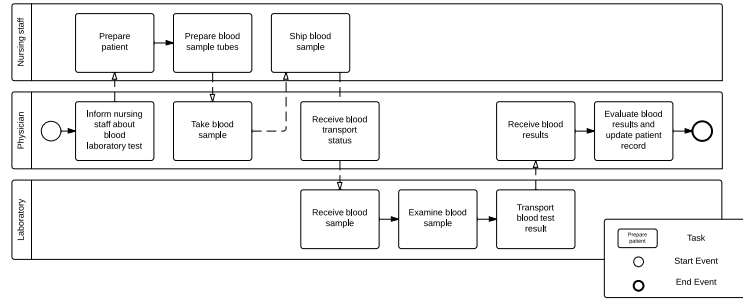 Nursing staff
Prepare
patient
Prepare blood
sample tubes
Ship blood
sample
Physician
Inform nursing
staff about
blood
laboratory test
Take blood
sample
Receive blood
transport
status
Receive blood
results
Evaluate blood
results and
update patient
record
Laboratory
Receive blood
sample
Examine blood
sample
Transport
blood test
result
Prepare
patient
Task
Start Event
End Event